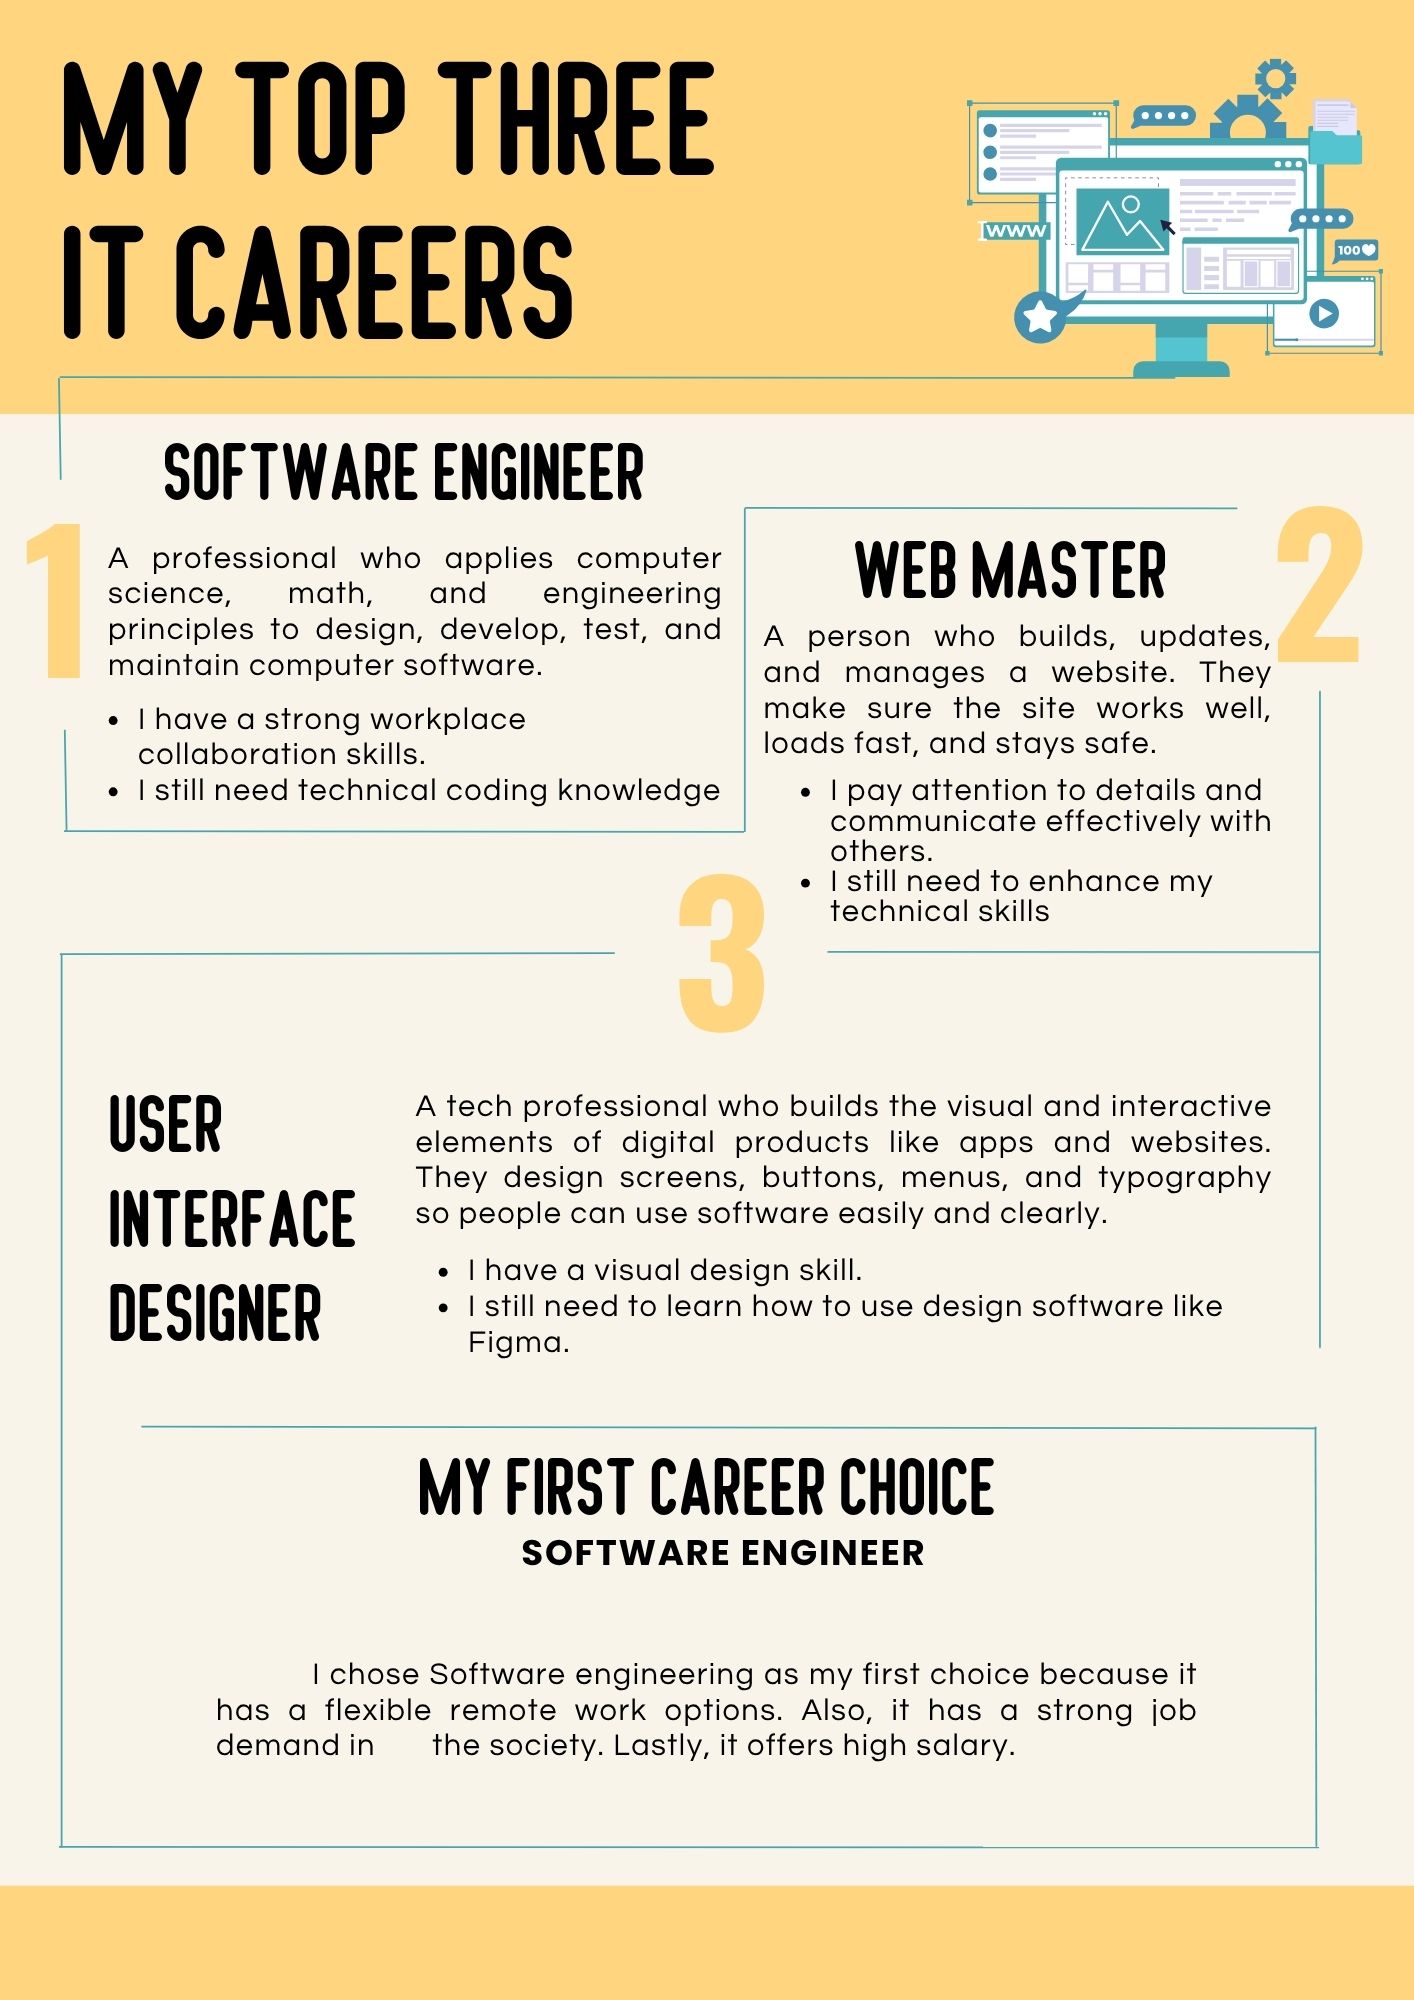 MY TOP THREE
IT CAREERS
WWW
100
SOFTWARE ENGINEER
1
A professional who applies computer
science, math, and engineering
principles to design, develop, test, and
maintain computer software.
• I have a strong workplace
collaboration skills.
• I still need technical coding knowledge
2
WEB MASTER
A person who builds, updates,
and manages a website. They
make sure the site works well,
loads fast, and stays safe.
• I pay attention to details and
communicate effectively with
others.
• I still need to enhance my
technical skills
3
USER
INTERFACE
DESIGNER
A tech professional who builds the visual and interactive
elements of digital products like apps and websites.
They design screens, buttons, menus, and typography
so people can use software easily and clearly.
• I have a visual design skill.
• I still need to learn how to use design software like
Figma.
MY FIRST CAREER CHOICE
SOFTWARE ENGINEER
I chose Software engineering as my first choice because it
has a flexible remote work options. Also, it has a strong job
demand in the society. Lastly, it offers high salary.